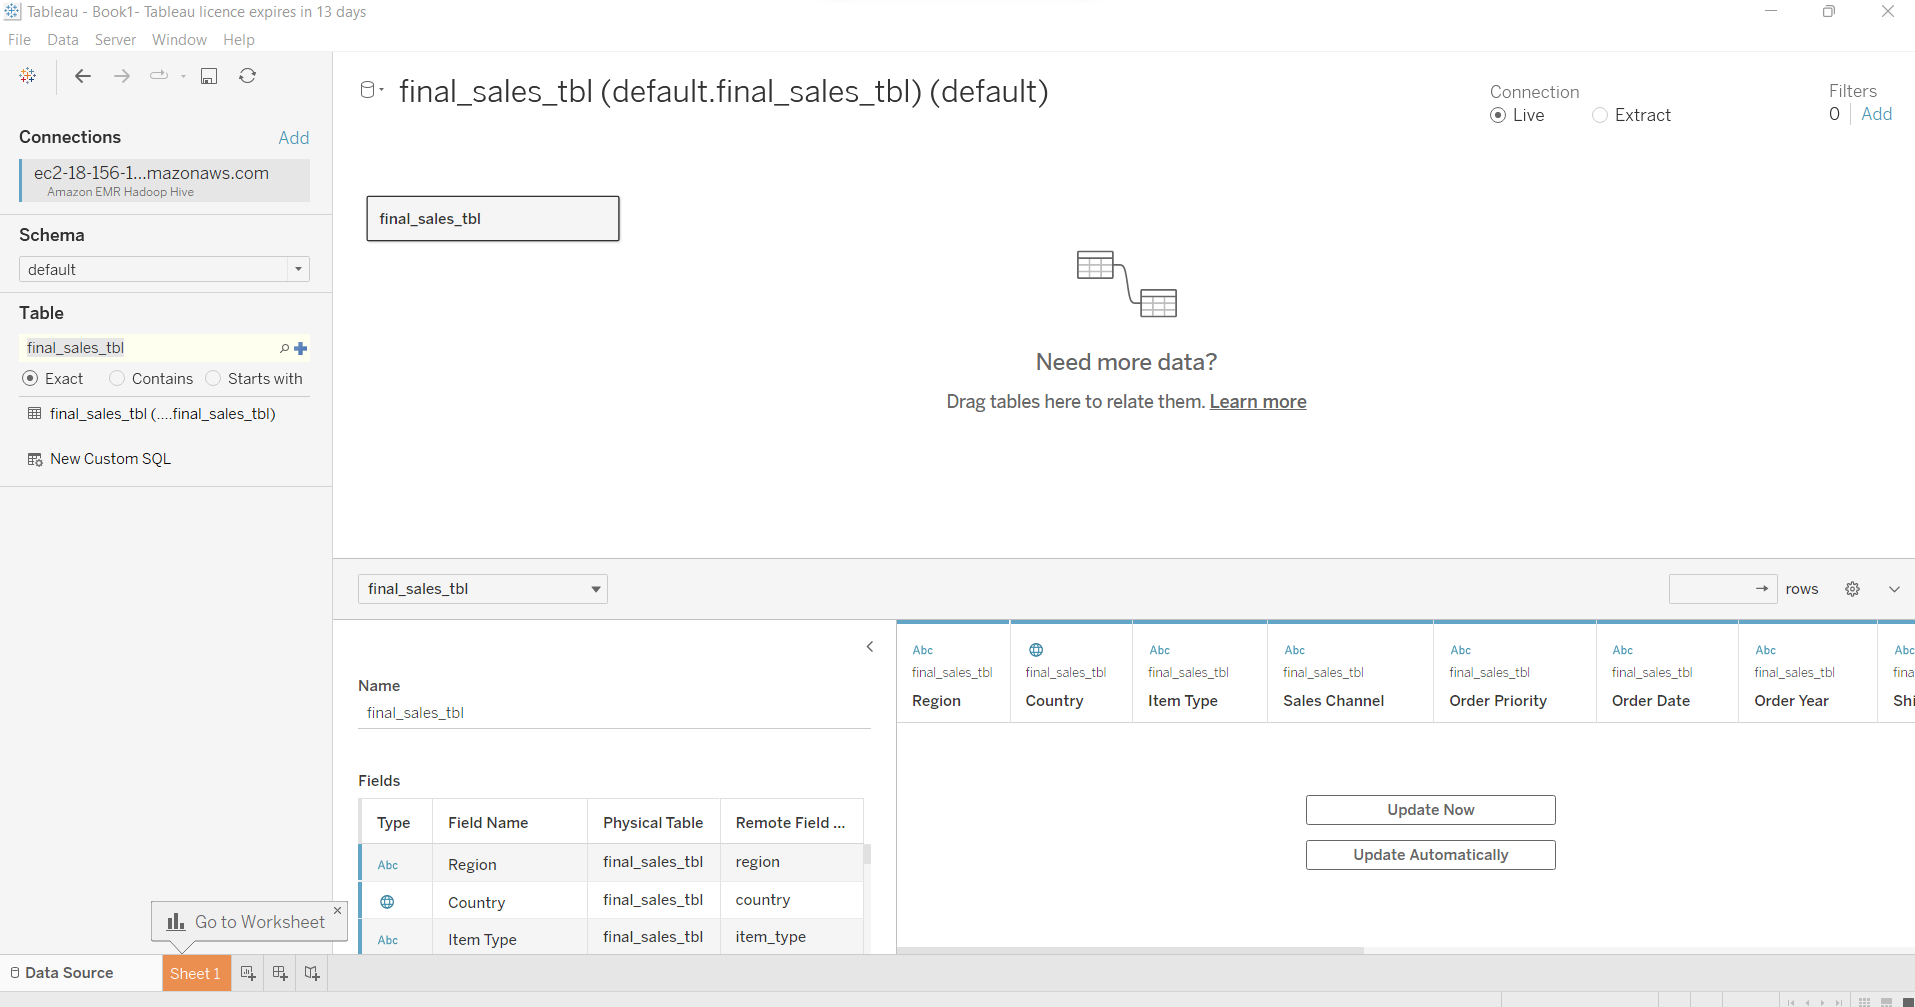 Tableau - Book1- Tableau licence expires in 13 days
File Data Server Window Help
Connections Add
ec2-18-156-1...mazonaws.com
Amazon EMR Hadoop Hive
Schema
default
Table
final_sales_tbl
Exact Contains Starts with
final_sales_tbl (....final_sales_tbl)
New Custom SQL
final_sales_tbl (default.final_sales_tbl) (default)
Connection
Live Extract
Filters
0 Add
final_sales_tbl
Need more data?
Drag tables here to relate them. Learn more
final_sales_tbl
rows
Name
final_sales_tbl
Fields
Type Field Name Physical Table Remote Field ...
Abc Region final_sales_tbl region
Country final_sales_tbl country
Abc Item Type final_sales_tbl item_type
Abc Abc Abc Abc Abc Abc Abc
final_sales_tbl final_sales_tbl final_sales_tbl final_sales_tbl final_sales_tbl final_sales_tbl final_sales_tbl fina
Region Country Item Type Sales Channel Order Priority Order Date Order Year Shi
Update Now
Update Automatically
Go to Worksheet
Data Source Sheet 1